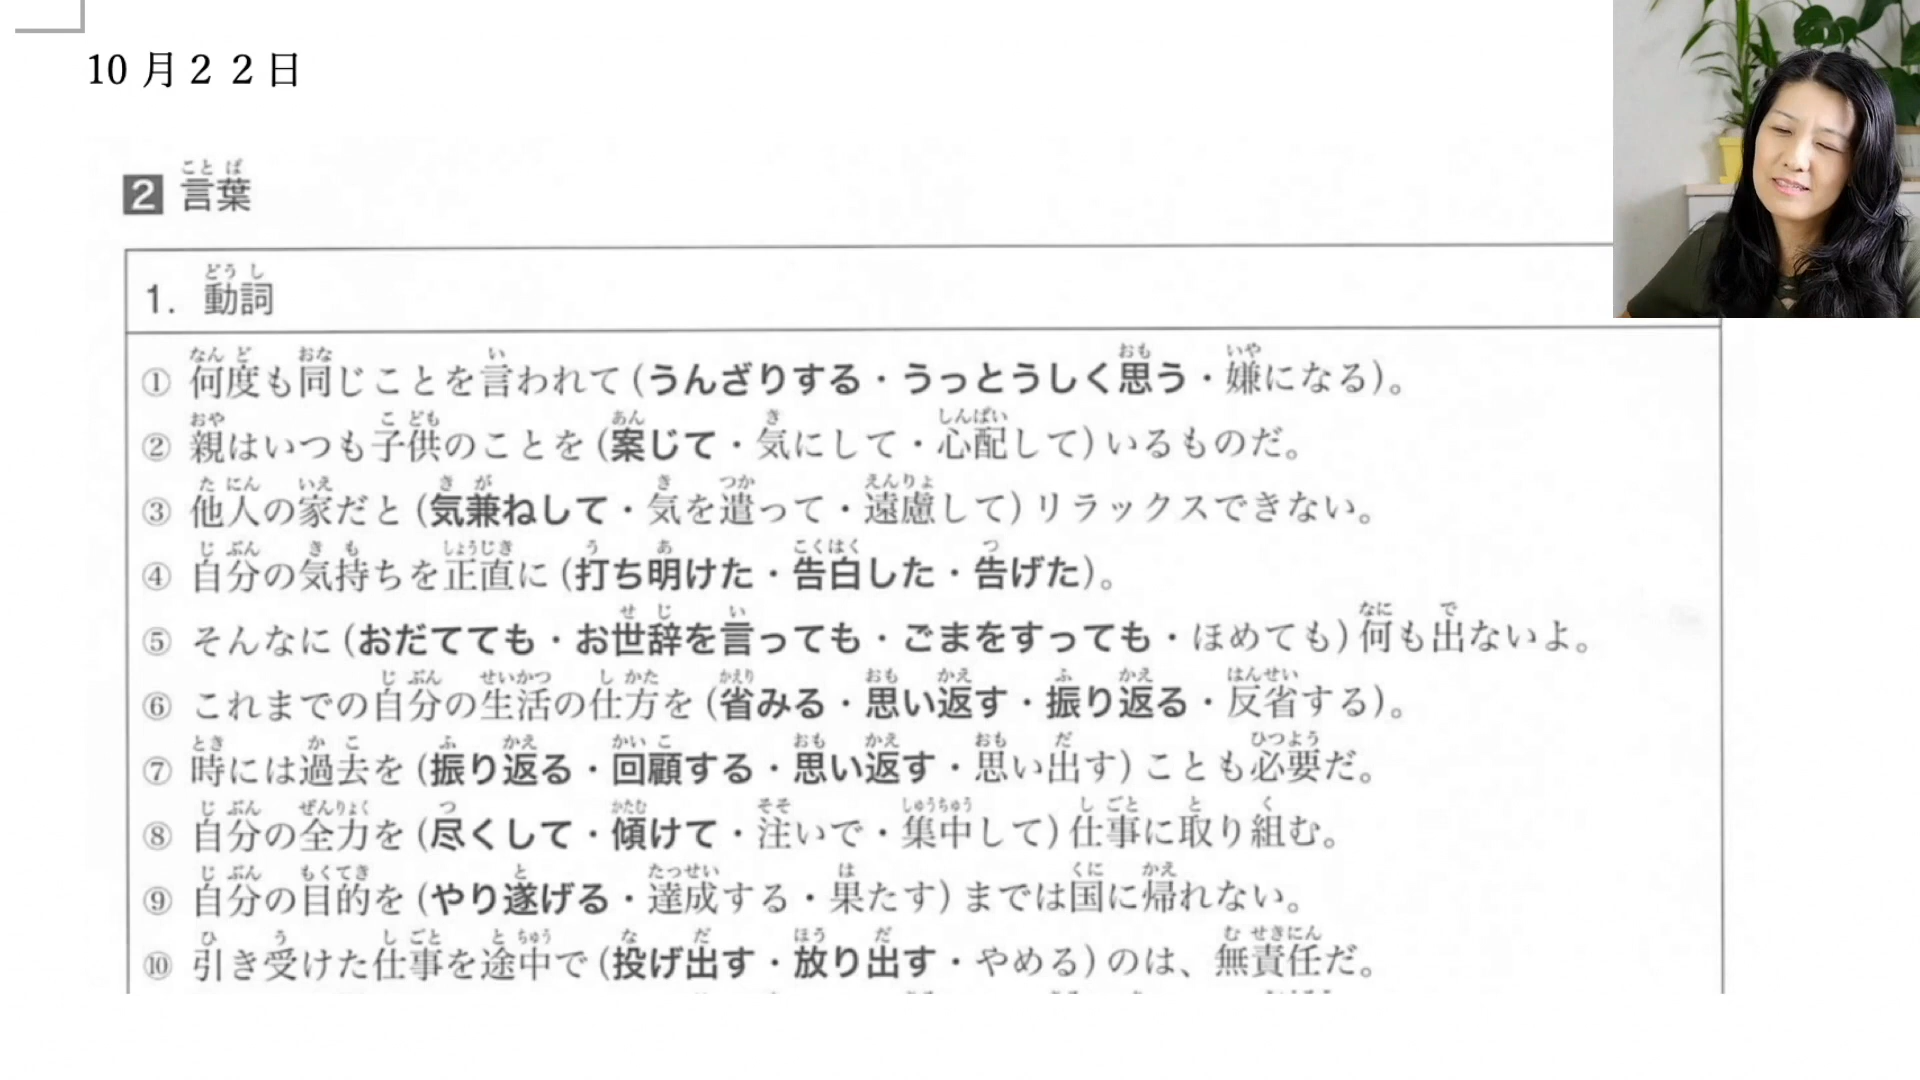 10月２２日
2 言葉
1. 動詞
① 何度も同じことを言われて（うんざりする・うっとうしく思う・嫌になる）。
② 親はいつも子供のことを（案じて・気にして・心配して）いるものだ。
③ 他人の家だと（気兼ねして・気を遣って・遠慮して）リラックスできない。
④ 自分の気持ちを正直に（打ち明けた・告白した・告げた）。
⑤ そんなに（おだてても・お世辞を言っても・ごまをすっても・ほめても）何も出ないよ。
⑥ これまでの自分の生活の仕方を（省みる・思い返す・振り返る・反省する）。
⑦ 時には過去を（振り返る・回顧する・思い返す・思い出す）ことも必要だ。
⑧ 自分の全力を（尽くして・傾けて・注いで・集中して）仕事に取り組む。
⑨ 自分の目的を（やり遂げる・達成する・果たす）までは国に帰れない。
⑩ 引き受けた仕事を途中で（投げ出す・放り出す・やめる）のは、無責任だ。